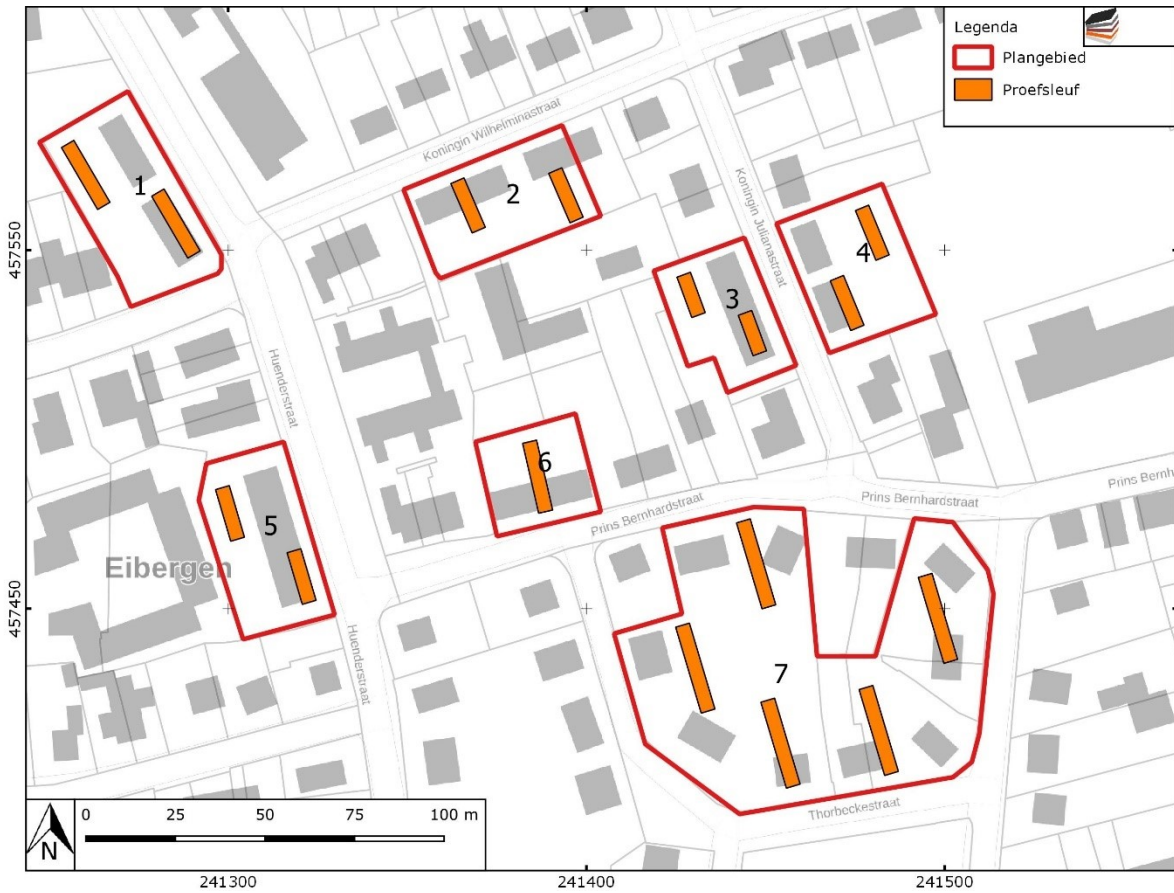 Legenda
Plangebied
Proefsleuf
Koningin Wilhelminastraat
Koningin Julianastraat
1
2
3
4
457550
Huenderstraat
5
6
Prins Bernhardstraat
Prins Bernhardstraat
Prins Bernh
Eibergen
457450
Huenderstraat
7
Thorbeckestraat
0 25 50 75 100 m
N
241300 241400 241500